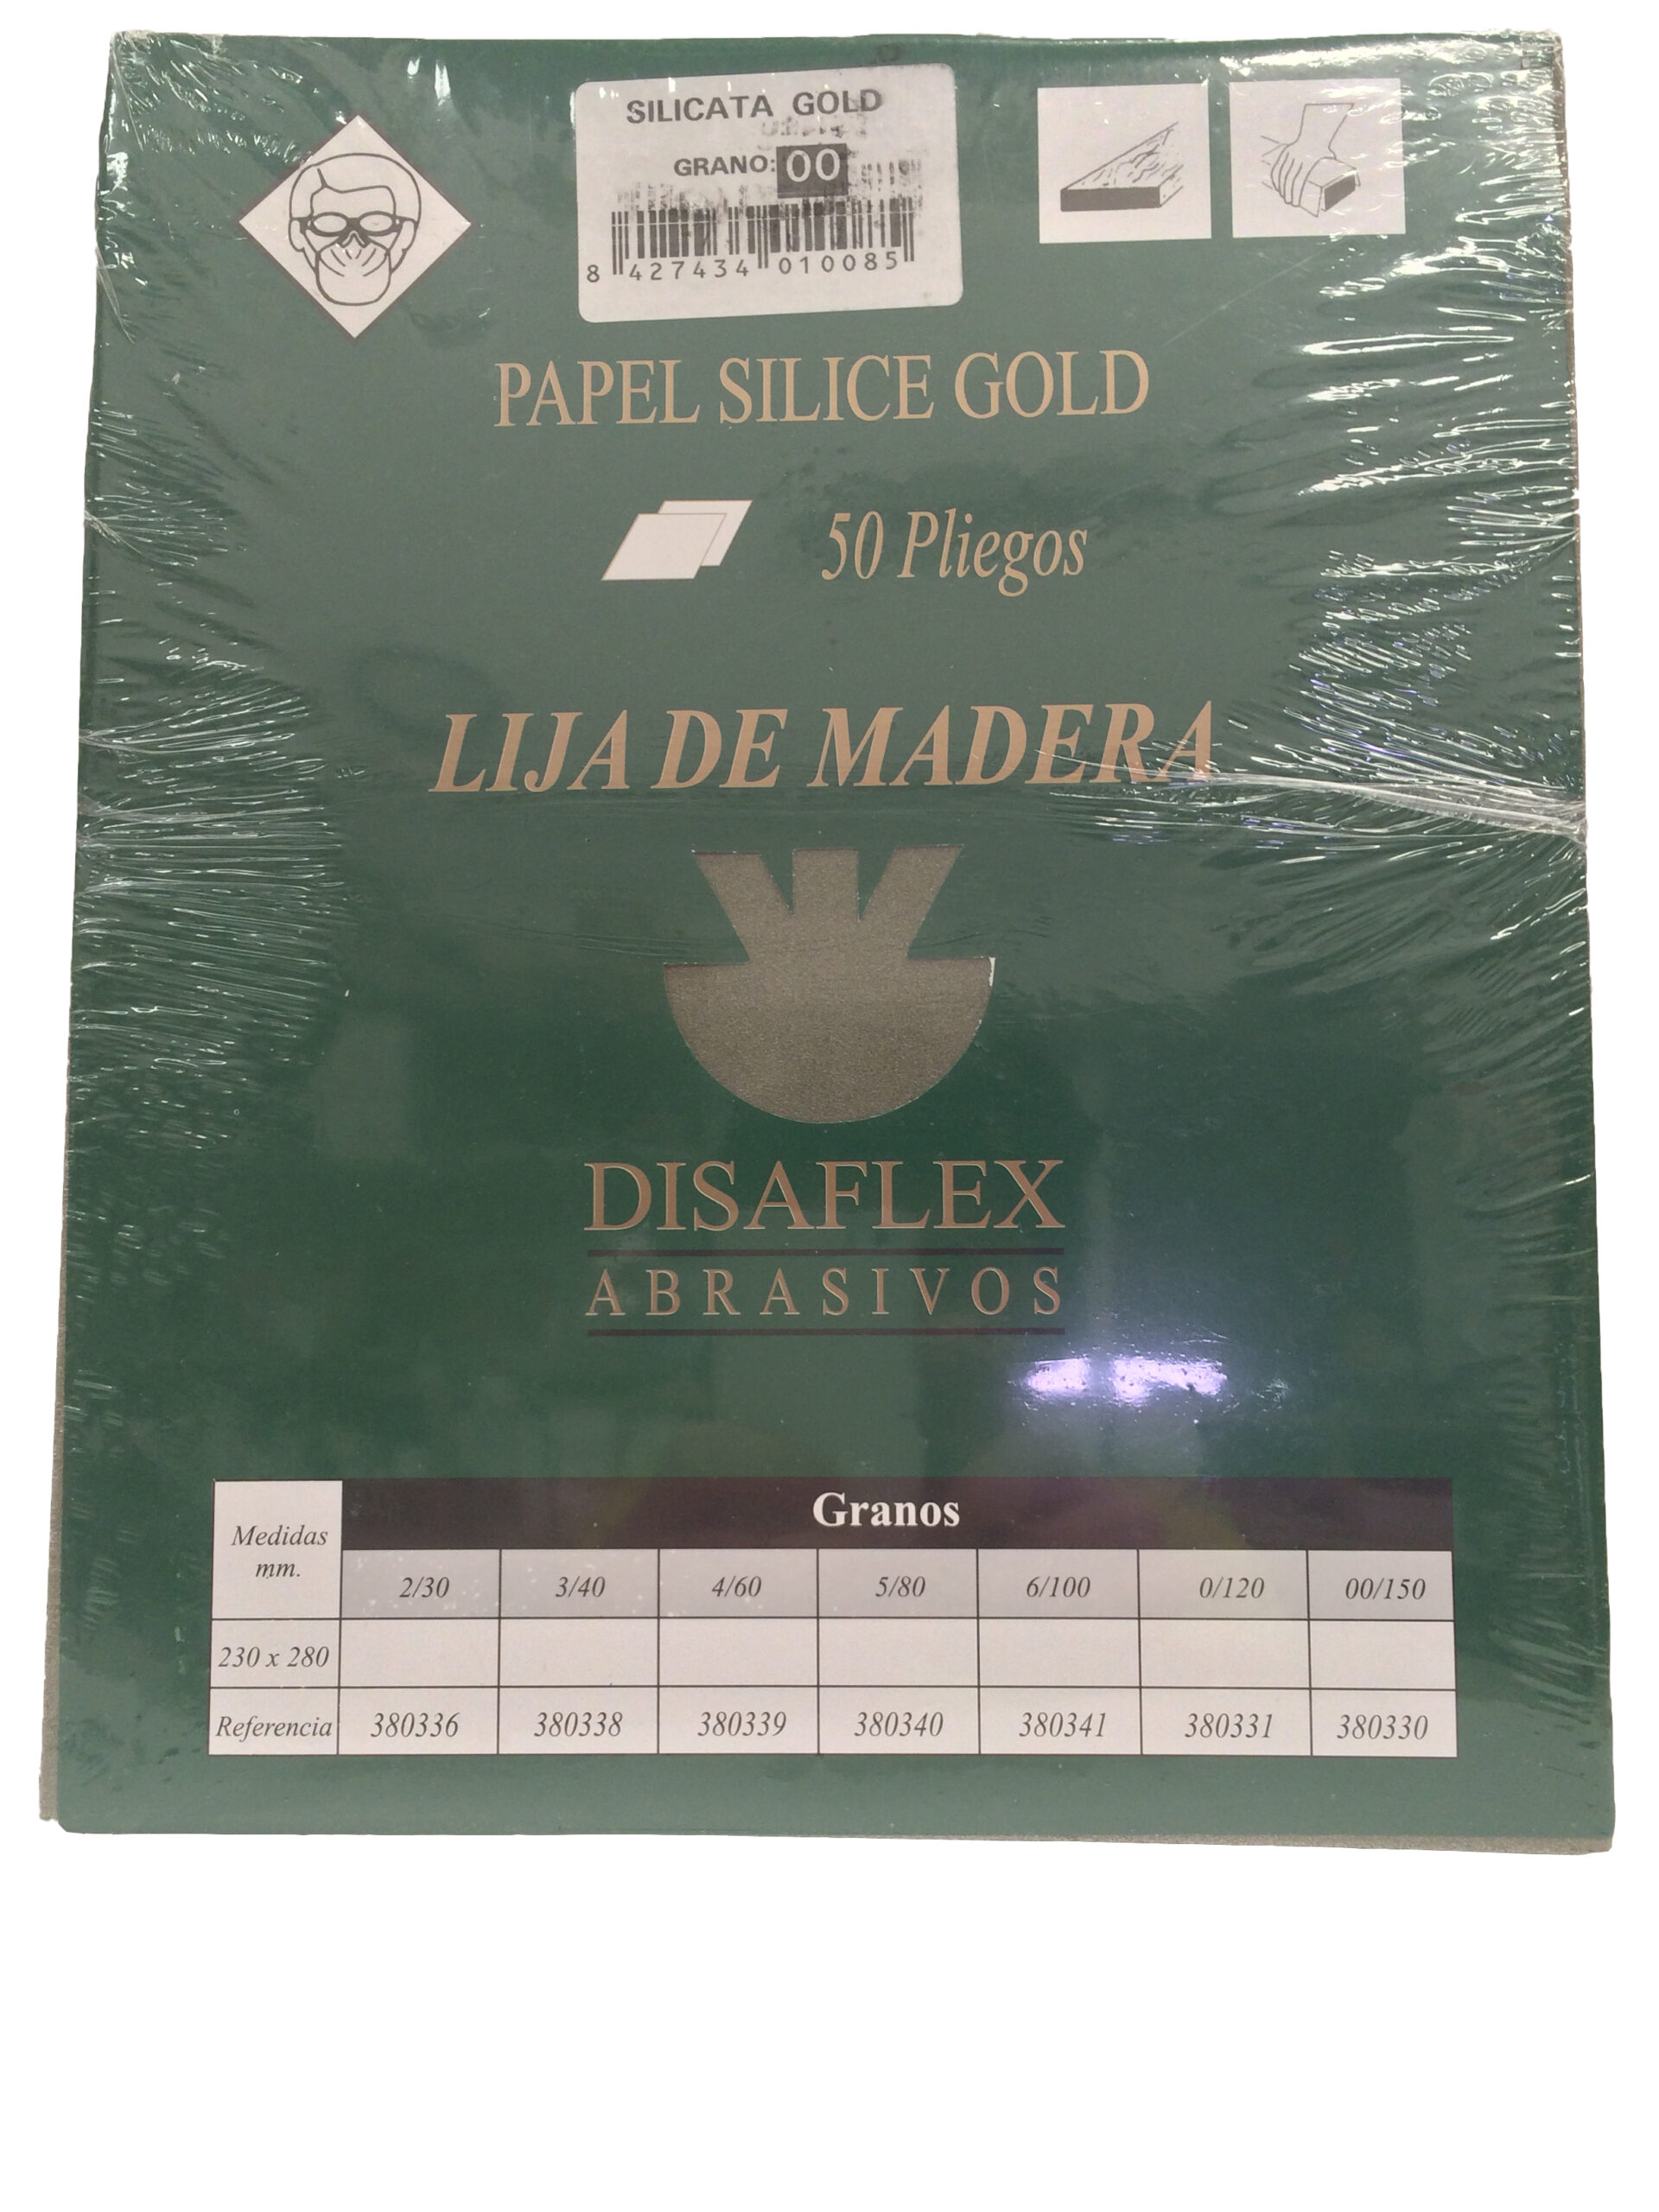 SILICATA GOLD
GRANO: 00
8 427434 010085
PAPEL SILICE GOLD
50 Pliegos
LIJA DE MADERA
DISAFLEX
ABRASIVOS
Medidas mm. Granos
2/30 3/40 4/60 5/80 6/100 0/120 00/150
230 x 280
Referencia 380336 380338 380339 380340 380341 380331 380330